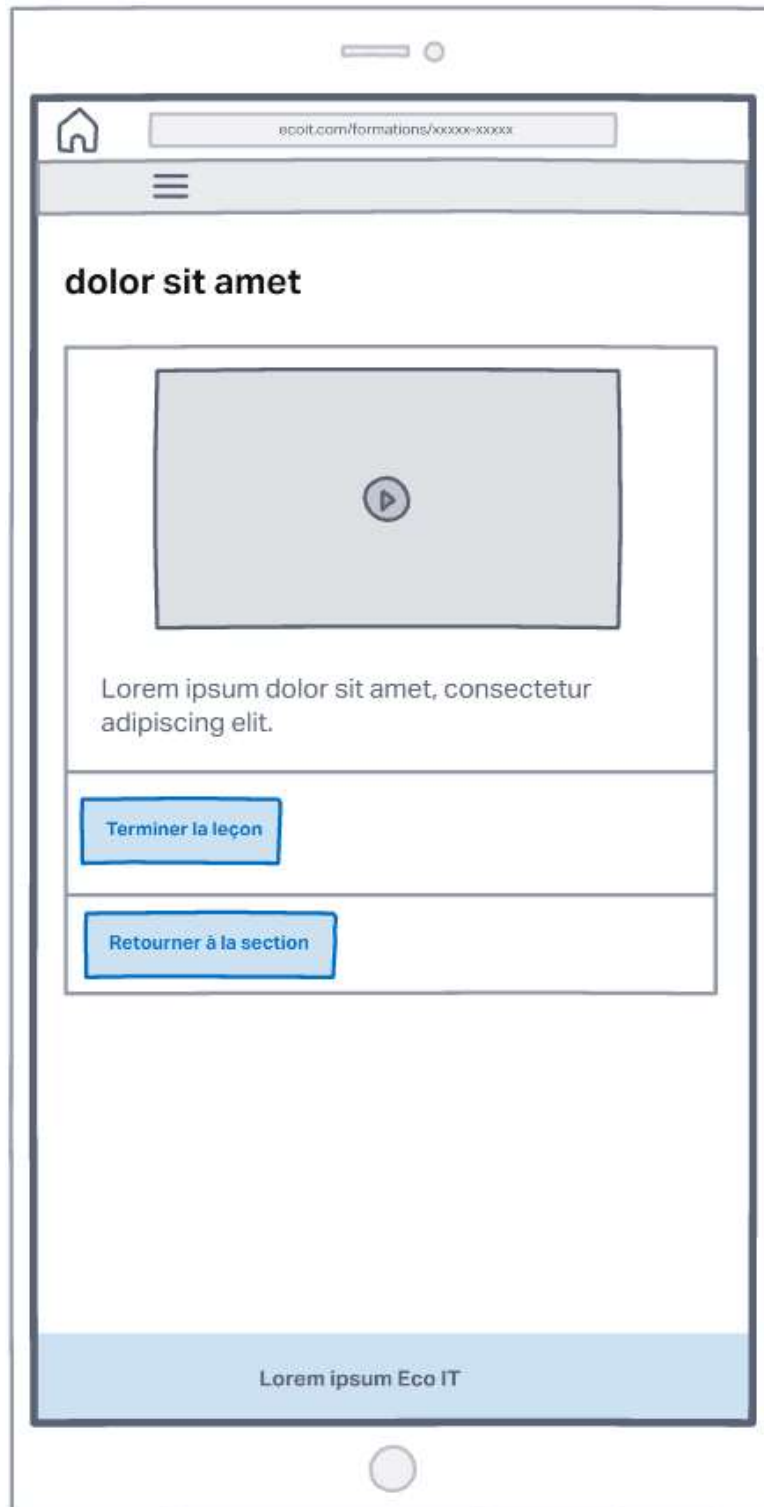 ecoit.com/formations/xxxxx-xxxxx
dolor sit amet
Lorem ipsum dolor sit amet, consectetur
adipiscing elit.
Terminer la leçon
Retourner à la section
Lorem ipsum Eco IT